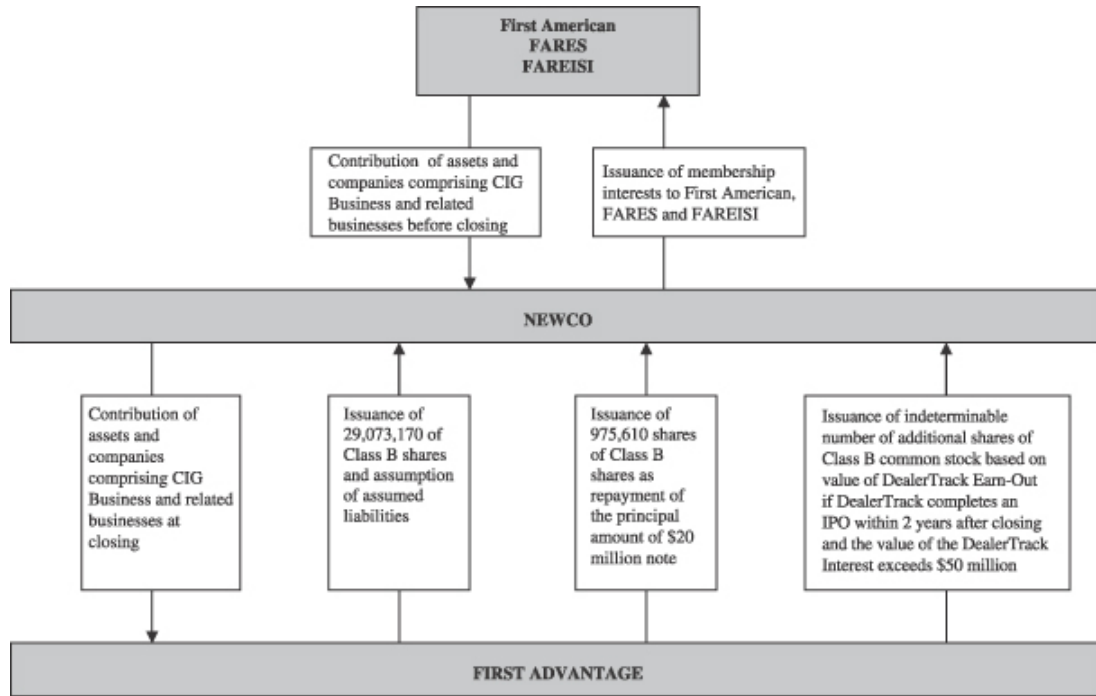 First American
FARES
FAREISI
Contribution of assets and
companies comprising CIG
Business and related
businesses before closing
Issuance of membership
interests to First American,
FARES and FAREISI
NEWCO
Contribution of
assets and
companies
comprising CIG
Business and related
businesses at
closing
Issuance of
29,073,170 of
Class B shares
and assumption
of assumed
liabilities
Issuance of
975,610 shares
of Class B
shares as
repayment of
the principal
amount of $20
million note
Issuance of indeterminable
number of additional shares of
Class B common stock based on
value of DealerTrack Earn-Out
if DealerTrack completes an
IPO within 2 years after closing
and the value of the DealerTrack
Interest exceeds $50 million
FIRST ADVANTAGE